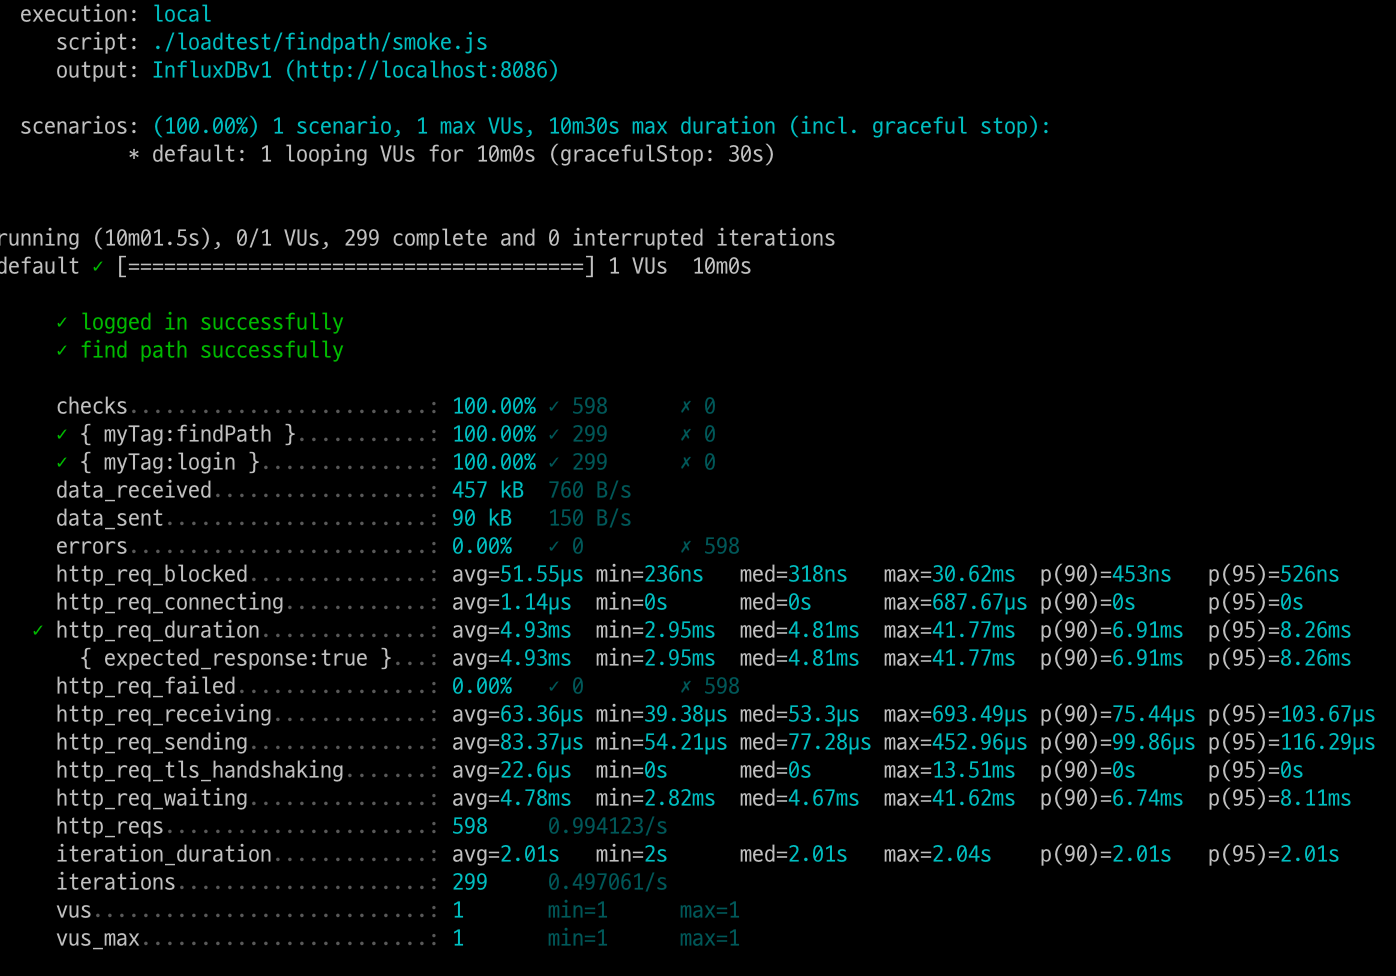 execution: local
script: ./loadtest/findpath/smoke.js
output: InfluxDBv1 (http://localhost:8086)
scenarios: (100.00%) 1 scenario, 1 max VUs, 10m30s max duration (incl. graceful stop):
* default: 1 looping VUs for 10m0s (gracefulStop: 30s)
running (10m01.5s), 0/1 VUs, 299 complete and 0 interrupted iterations
default ✓ [======================================] 1 VUs  10m0s
✓ logged in successfully
✓ find path successfully
checks.........................: 100.00% ✓ 598      ✗ 0
✓ { myTag:findPath }...........: 100.00% ✓ 299      ✗ 0
✓ { myTag:login }..............: 100.00% ✓ 299      ✗ 0
data_received..................: 457 kB  760 B/s
data_sent......................: 90 kB   150 B/s
errors.........................: 0.00%   ✓ 0        ✗ 598
http_req_blocked...............: avg=51.55µs min=236ns   med=318ns   max=30.62ms  p(90)=453ns   p(95)=526ns
http_req_connecting............: avg=1.14µs  min=0s      med=0s      max=687.67µs p(90)=0s      p(95)=0s
✓ http_req_duration..............: avg=4.93ms  min=2.95ms  med=4.81ms  max=41.77ms  p(90)=6.91ms  p(95)=8.26ms
{ expected_response:true }...: avg=4.93ms  min=2.95ms  med=4.81ms  max=41.77ms  p(90)=6.91ms  p(95)=8.26ms
http_req_failed................: 0.00%   ✓ 0        ✗ 598
http_req_receiving.............: avg=63.36µs min=39.38µs med=53.3µs  max=693.49µs p(90)=75.44µs p(95)=103.67µs
http_req_sending...............: avg=83.37µs min=54.21µs med=77.28µs max=452.96µs p(90)=99.86µs p(95)=116.29µs
http_req_tls_handshaking.......: avg=22.6µs  min=0s      med=0s      max=13.51ms  p(90)=0s      p(95)=0s
http_req_waiting...............: avg=4.78ms  min=2.82ms  med=4.67ms  max=41.62ms  p(90)=6.74ms  p(95)=8.11ms
http_reqs......................: 598     0.994123/s
iteration_duration.............: avg=2.01s   min=2s      med=2.01s   max=2.04s    p(90)=2.01s   p(95)=2.01s
iterations.....................: 299     0.497061/s
vus............................: 1       min=1      max=1
vus_max........................: 1       min=1      max=1